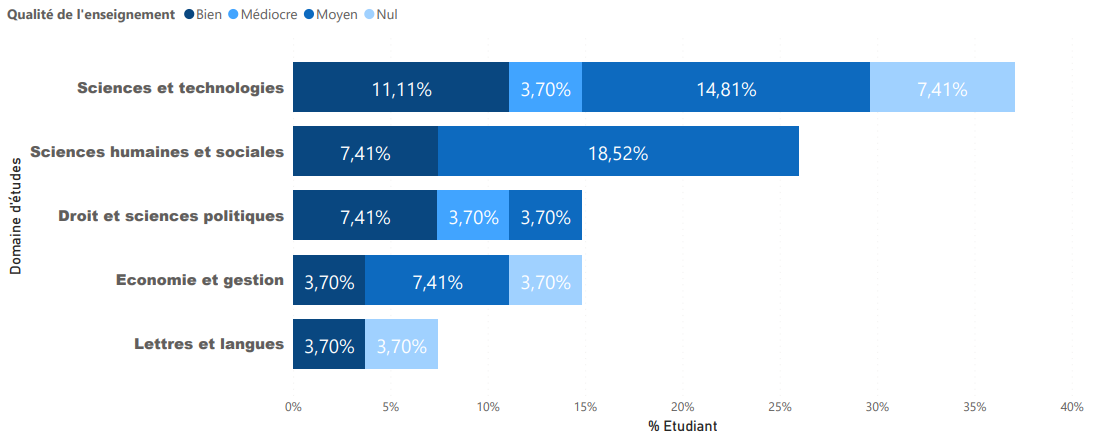 Qualité de l'enseignement Bien Médiocre Moyen Nul
Sciences et technologies 11,11% 3,70% 14,81% 7,41%
Sciences humaines et sociales 7,41% 18,52%
Droit et sciences politiques 7,41% 3,70% 3,70%
Economie et gestion 3,70% 7,41% 3,70%
Lettres et langues 3,70% 3,70%
Domaine d'études
0% 5% 10% 15% 20% 25% 30% 35% 40%
% Etudiant